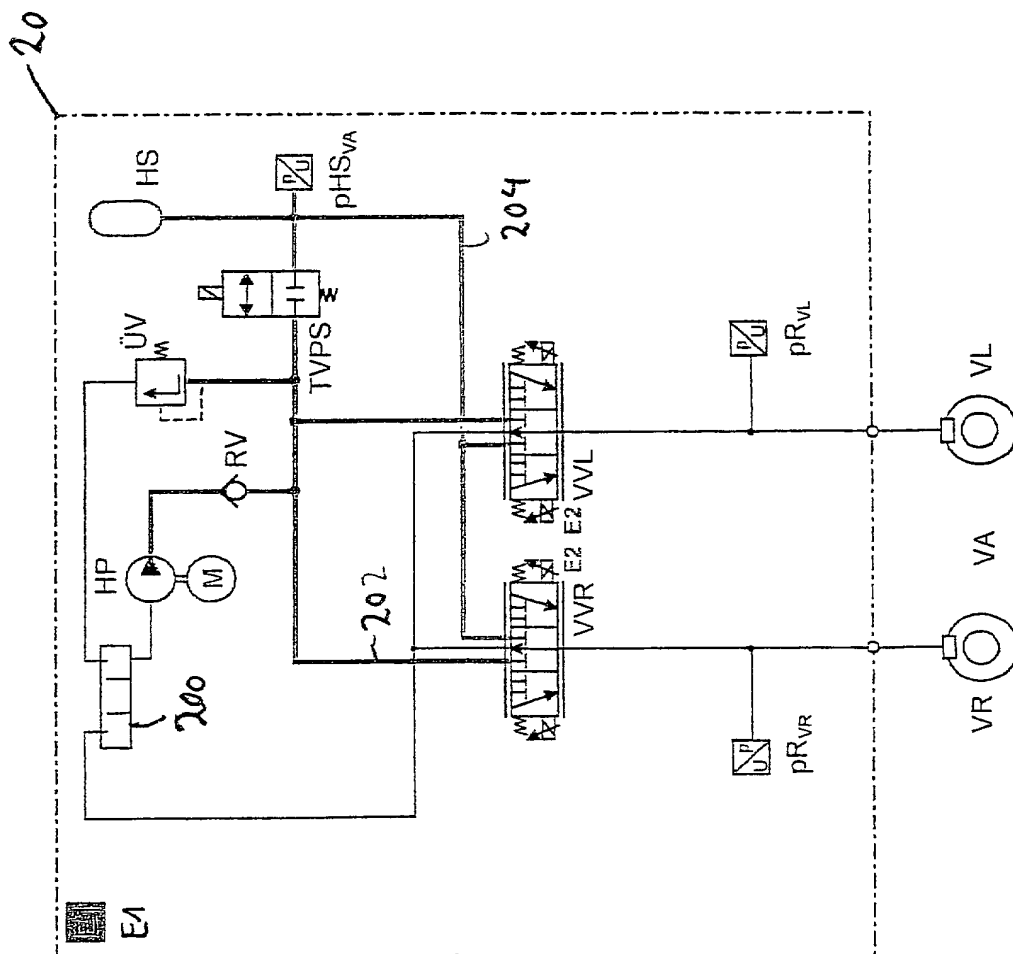 20
HS
P/U
pHS_VA
204
ÜV
TVPS
RV
HP
M
200
202
E2 E2
VVL
VVR
P/U
pR_VL
P/U
pR_VR
VL
VA
VR
E1